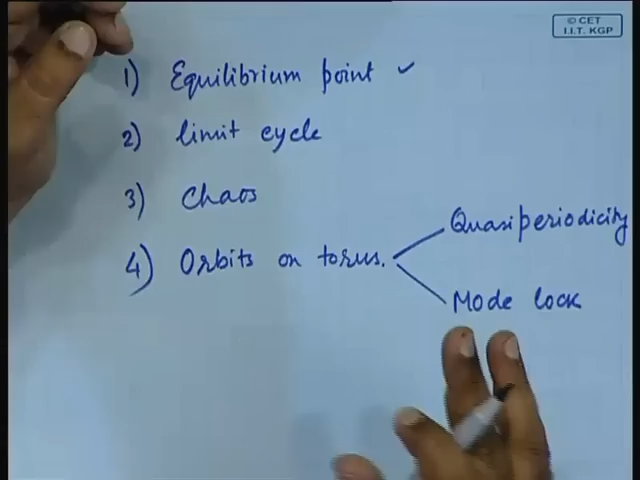 © CET
I.I.T. KGP
1) Equilibrium point ✓
2) limit cycle
3) Chaos
4) Orbits on torus.
Quasiperiodicity
Mode lock